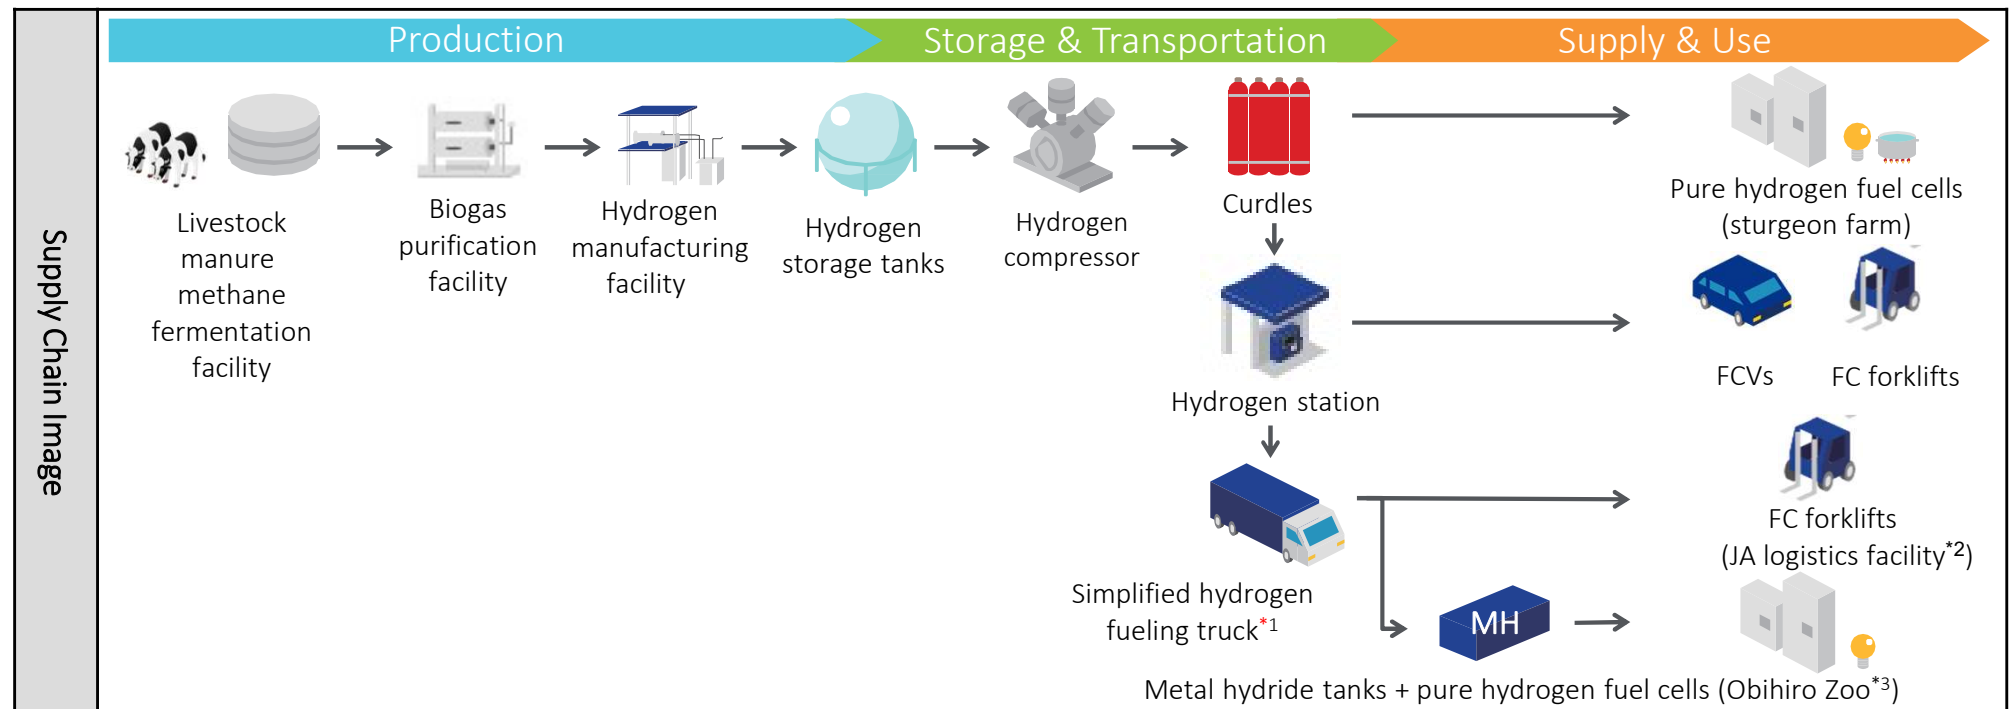 Supply Chain Image
Production
Storage & Transportation
Supply & Use
Livestock
manure
methane
fermentation
facility
Biogas
purification
facility
Hydrogen
manufacturing
facility
Hydrogen
storage tanks
Hydrogen
compressor
Curdles
Pure hydrogen fuel cells
(sturgeon farm)
Hydrogen station
FCVs
FC forklifts
Simplified hydrogen
fueling truck*1
FC forklifts
(JA logistics facility*2)
MH
Metal hydride tanks + pure hydrogen fuel cells (Obihiro Zoo*3)